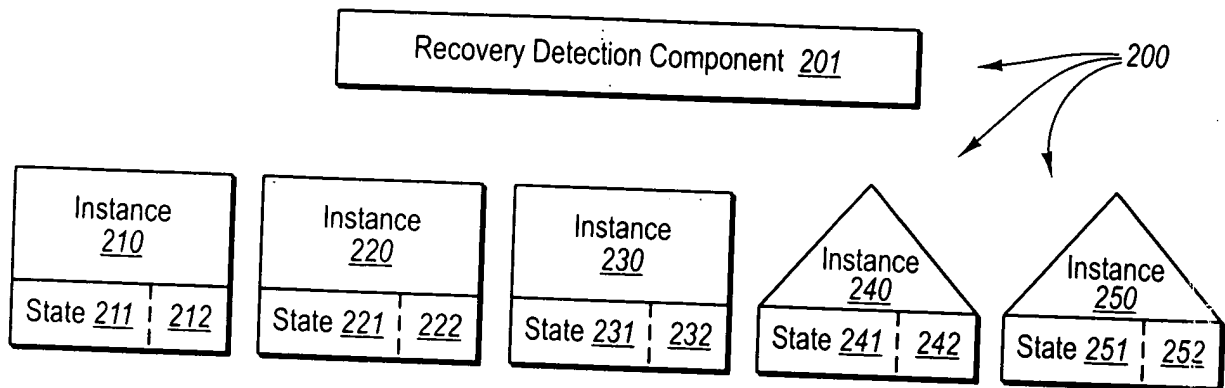 Recovery Detection Component 201
200
Instance
210
State 211 212
Instance
220
State 221 222
Instance
230
State 231 232
Instance
240
State 241 242
Instance
250
State 251 252